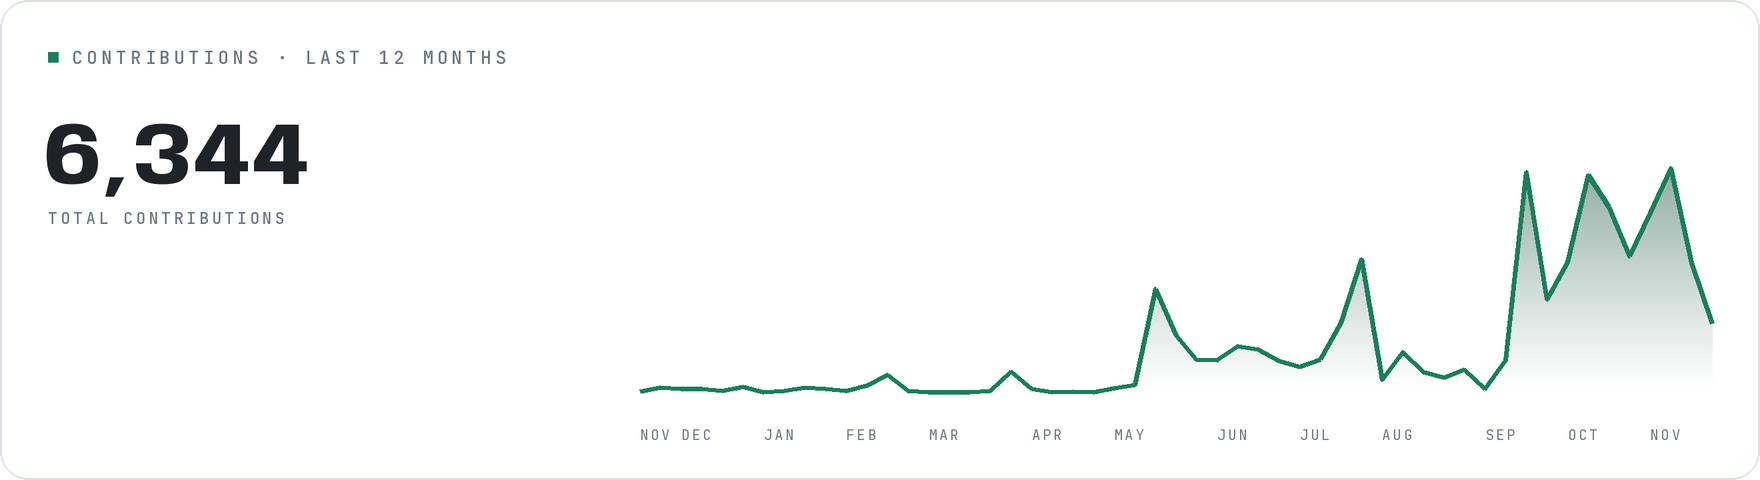 CONTRIBUTIONS · LAST 12 MONTHS
6,344
TOTAL CONTRIBUTIONS
NOV DEC JAN FEB MAR APR MAY JUN JUL AUG SEP OCT NOV